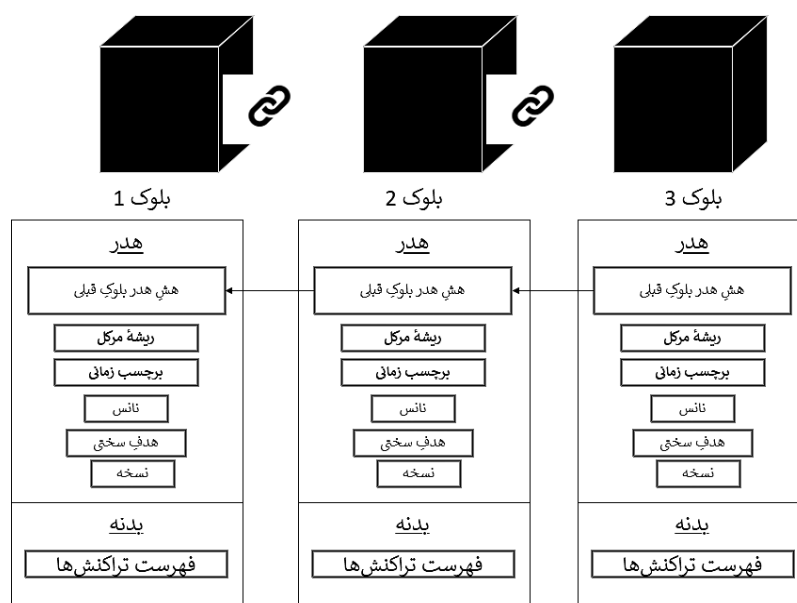 بلوک 1
هدر
هشِ هدر بلوکِ قبلی
ریشهٔ مرکل
برچسب زمانی
نانس
هدفِ سختی
نسخه
بدنه
فهرست تراکنش‌ها
بلوک 2
هدر
هشِ هدر بلوکِ قبلی
ریشهٔ مرکل
برچسب زمانی
نانس
هدفِ سختی
نسخه
بدنه
فهرست تراکنش‌ها
بلوک 3
هدر
هشِ هدر بلوکِ قبلی
ریشهٔ مرکل
برچسب زمانی
نانس
هدفِ سختی
نسخه
بدنه
فهرست تراکنش‌ها